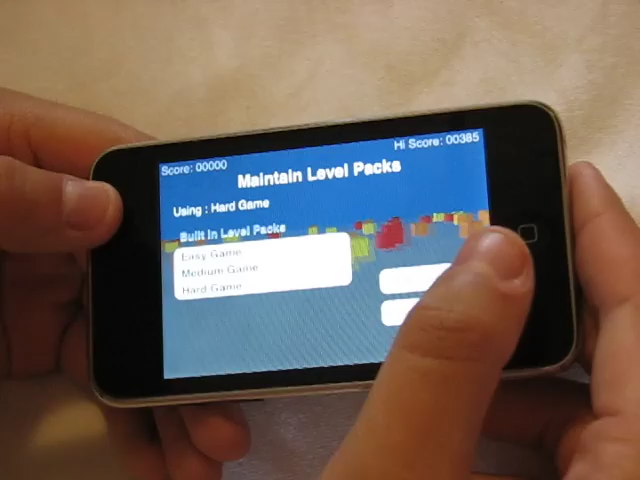 Score: 00000
Hi Score: 00385
Maintain Level Packs
Using : Hard Game
Built In Level Packs
Easy Game
Medium Game
Hard Game